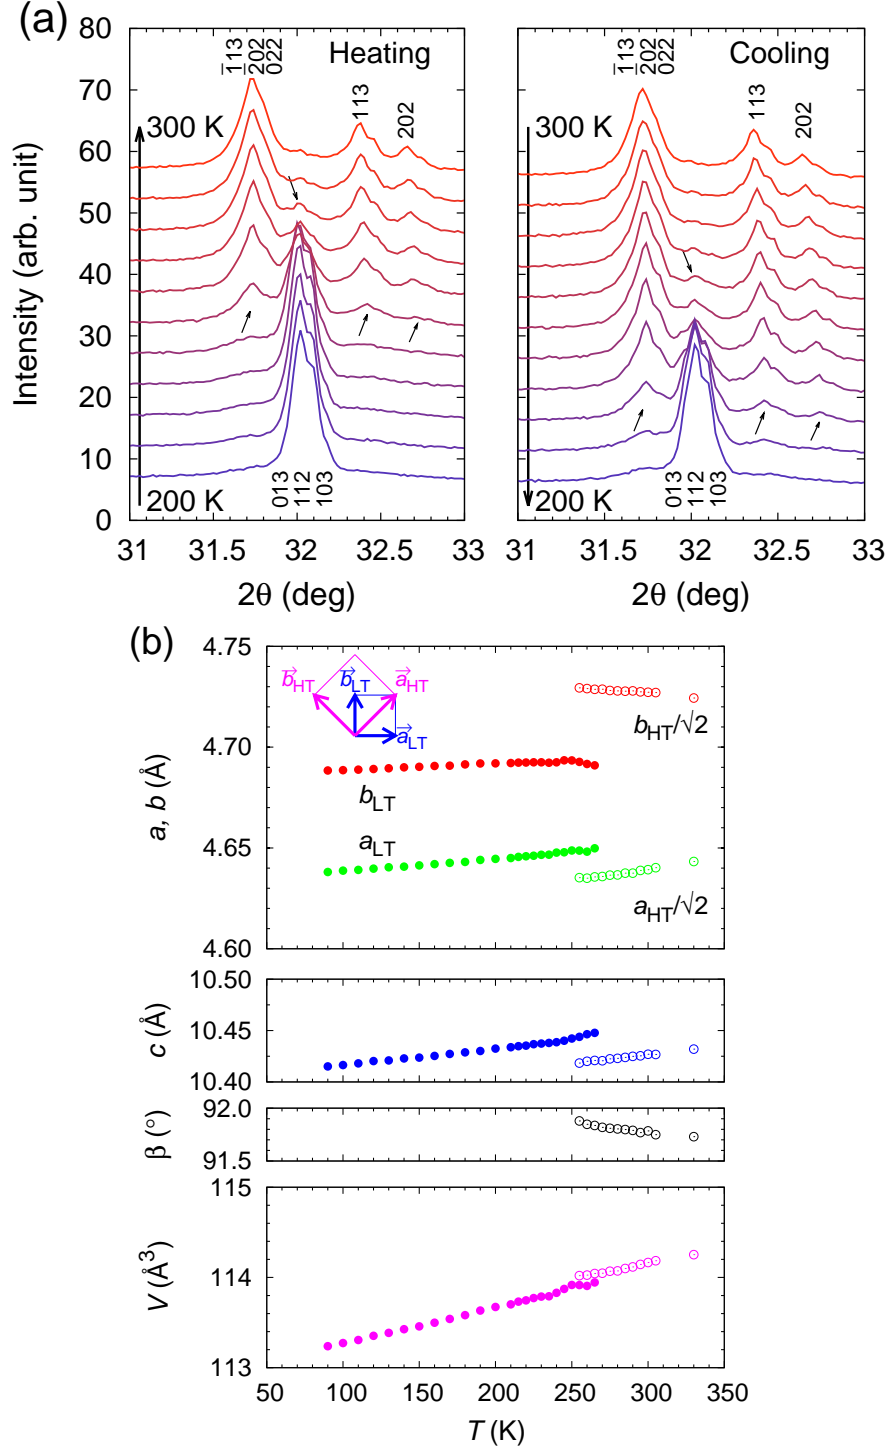 (a)
Heating
Cooling
1̅13
2̅02
022
113
202
300 K
200 K
013
112
103
1̅13
2̅02
022
113
202
300 K
200 K
013
112
103
Intensity (arb. unit)
80
70
60
50
40
30
20
10
0
31 31.5 32 32.5 33
31 31.5 32 32.5 33
2θ (deg)
2θ (deg)
(b)
4.75
4.70
4.65
4.60
a, b (Å)
b⃗HT
b⃗LT
a⃗HT
a⃗LT
bHT/√2
bLT
aLT
aHT/√2
10.50
10.45
10.40
c (Å)
92.0
91.5
β (°)
115
114
113
V (Å³)
50 100 150 200 250 300 350
T (K)